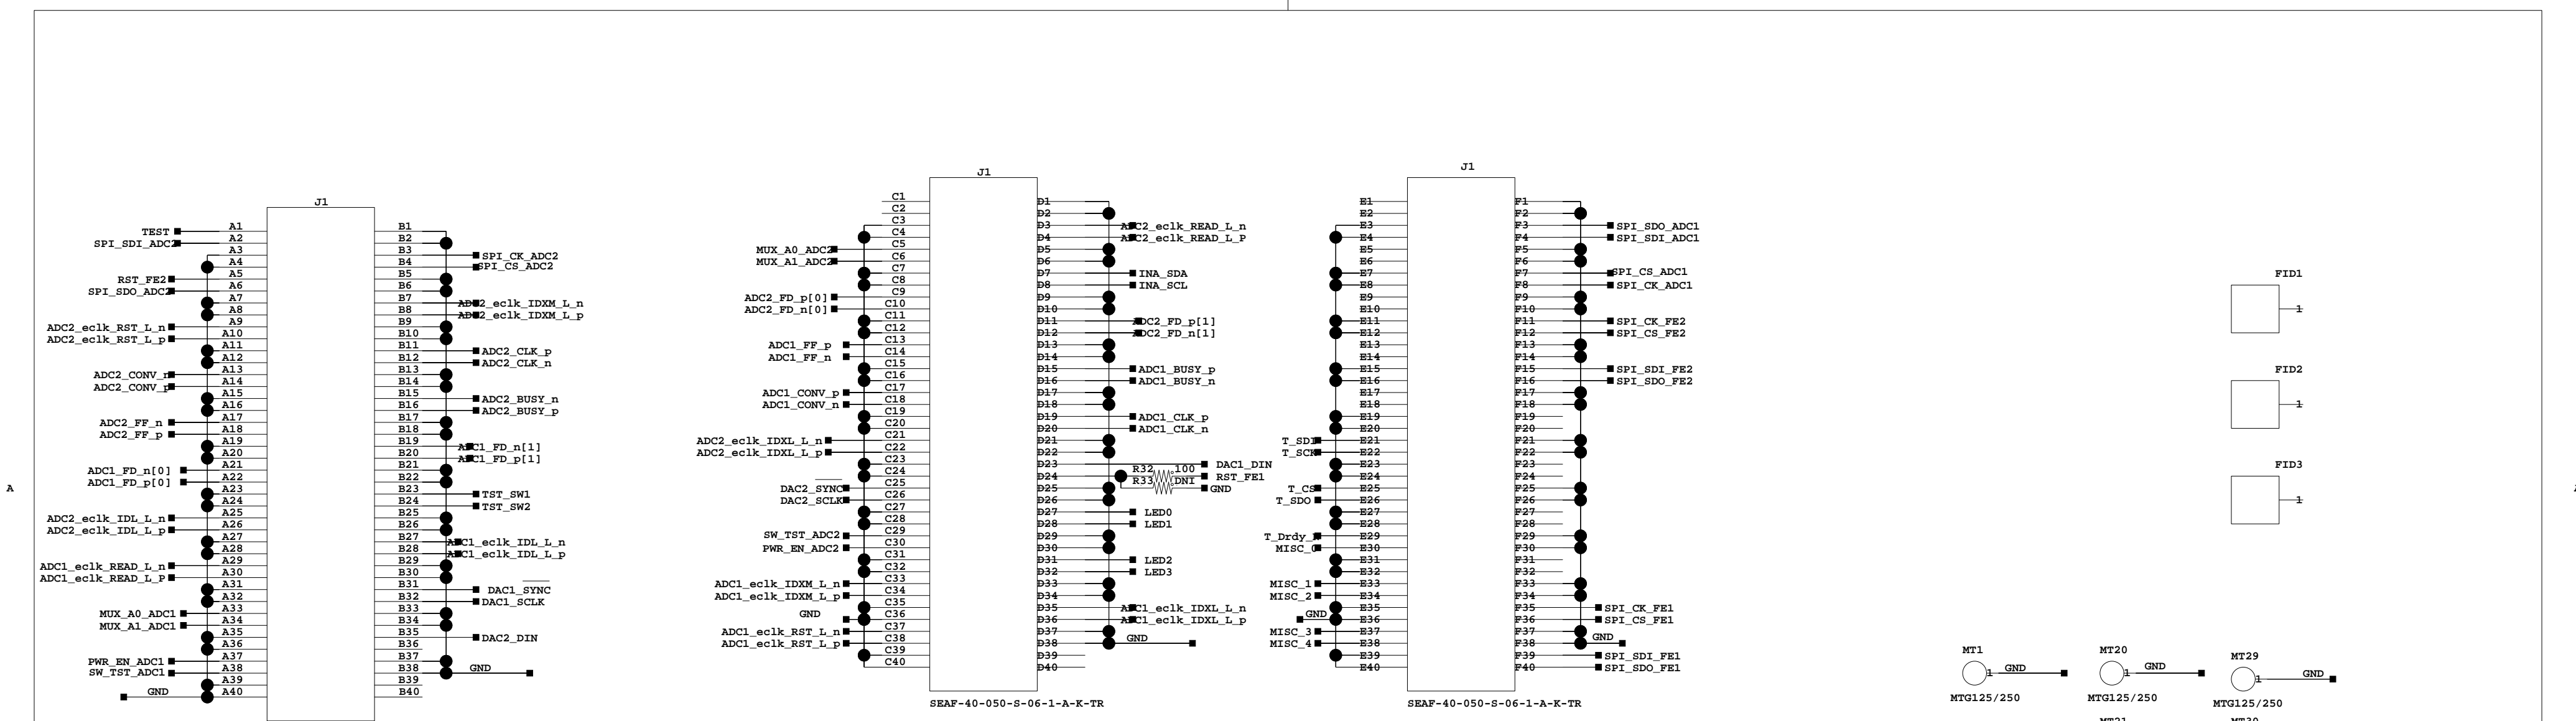 J1
TEST A1 B1
SPI_SDI_ADC2 A2 B2
A3 B3 SPI_CK_ADC2
A4 B4 SPI_CS_ADC2
RST_FE2 A5 B5
SPI_SDO_ADC2 A6 B6
A7 B7 ADC2_eclk_IDXM_L_n
A8 B8 ADC2_eclk_IDXM_L_p
ADC2_eclk_RST_L_n A9 B9
ADC2_eclk_RST_L_p A10 B10
A11 B11 ADC2_CLK_p
A12 B12 ADC2_CLK_n
ADC2_CONV_n A13 B13
ADC2_CONV_p A14 B14
A15 B15 ADC2_BUSY_n
A16 B16 ADC2_BUSY_p
ADC2_FF_n A17 B17
ADC2_FF_p A18 B18
A19 B19 ADC1_FD_n[1]
A20 B20 ADC1_FD_p[1]
ADC1_FD_n[0] A21 B21
ADC1_FD_p[0] A22 B22
A23 B23 TST_SW1
A24 B24 TST_SW2
ADC2_eclk_IDL_L_n A25 B25
ADC2_eclk_IDL_L_p A26 B26
A27 B27 ADC1_eclk_IDL_L_n
A28 B28 ADC1_eclk_IDL_L_p
ADC1_eclk_READ_L_n A29 B29
ADC1_eclk_READ_L_P A30 B30
A31 B31 DAC1_SYNC
A32 B32 DAC1_SCLK
MUX_A0_ADC1 A33 B33
MUX_A1_ADC1 A34 B34
A35 B35 DAC2_DIN
A36 B36
PWR_EN_ADC1 A37 B37
SW_TST_ADC1 A38 B38 GND
A39 B39
GND A40 B40
J1
C1 D1
C2 D2
C3 D3 ADC2_eclk_READ_L_n
C4 D4 ADC2_eclk_READ_L_P
MUX_A0_ADC2 C5 D5
MUX_A1_ADC2 C6 D6
C7 D7 INA_SDA
C8 D8 INA_SCL
ADC2_FD_p[0] C9 D9
ADC2_FD_n[0] C10 D10
C11 D11 ADC2_FD_p[1]
C12 D12 ADC2_FD_n[1]
ADC1_FF_p C13 D13
ADC1_FF_n C14 D14
C15 D15 ADC1_BUSY_p
C16 D16 ADC1_BUSY_n
ADC1_CONV_p C17 D17
ADC1_CONV_n C18 D18
C19 D19 ADC1_CLK_p
C20 D20 ADC1_CLK_n
ADC2_eclk_IDXL_L_n C21 D21
ADC2_eclk_IDXL_L_p C22 D22
C23 D23 DAC1_DIN
C24 D24 R32 100 RST_FE1
DAC2_SYNC C25 D25 R33 DNI GND
DAC2_SCLK C26 D26
C27 D27 LED0
C28 D28 LED1
SW_TST_ADC2 C29 D29
PWR_EN_ADC2 C30 D30
C31 D31 LED2
C32 D32 LED3
ADC1_eclk_IDXM_L_n C33 D33
ADC1_eclk_IDXM_L_p C34 D34
C35 D35 ADC1_eclk_IDXL_L_n
GND C36 D36 ADC1_eclk_IDXL_L_p
ADC1_eclk_RST_L_n C37 D37
ADC1_eclk_RST_L_p C38 D38 GND
C39 D39
C40 D40
SEAF-40-050-S-06-1-A-K-TR
J1
E1 F1
E2 F2
E3 F3 SPI_SDO_ADC1
E4 F4 SPI_SDI_ADC1
E5 F5
E6 F6
E7 F7 SPI_CS_ADC1
E8 F8 SPI_CK_ADC1
E9 F9
E10 F10
E11 F11 SPI_CK_FE2
E12 F12 SPI_CS_FE2
E13 F13
E14 F14
E15 F15 SPI_SDI_FE2
E16 F16 SPI_SDO_FE2
E17 F17
E18 F18
E19 F19
E20 F20
T_SDI E21 F21
T_SCK E22 F22
E23 F23
E24 F24
T_CS E25 F25
T_SDO E26 F26
E27 F27
E28 F28
E29 F29
MISC_0 E30 F30
E31 F31
E32 F32
MISC_1 E33 F33
MISC_2 E34 F34
E35 F35 SPI_CK_FE1
GND E36 F36 SPI_CS_FE1
MISC_3 E37 F37
MISC_4 E38 F38 GND
E39 F39 SPI_SDI_FE1
E40 F40 SPI_SDO_FE1
SEAF-40-050-S-06-1-A-K-TR
FID1
1
FID2
1
FID3
1
A
MT1 MT20 MT29
1 GND 1 GND 1 GND
MTG125/250 MTG125/250 MTG125/250